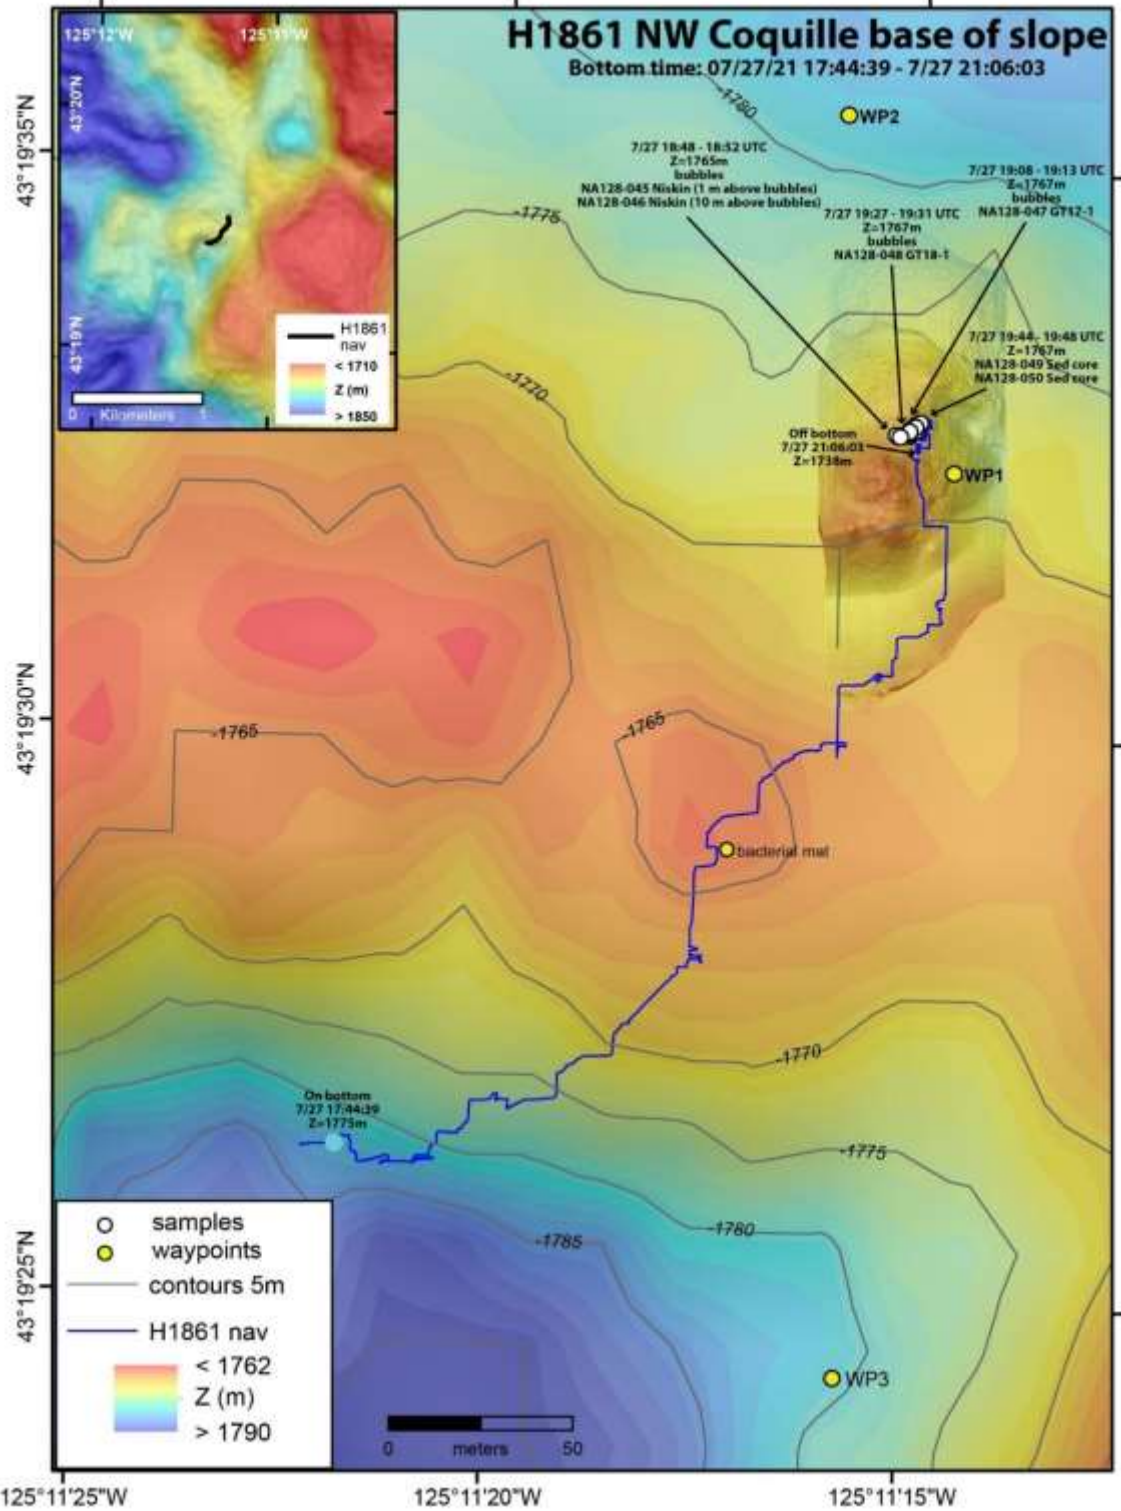 H1861 NW Coquille base of slope
Bottom time: 07/27/21 17:44:39 - 7/27 21:06:03
125°12'W
125°11'W
43°20'N
43°19'N
H1861
nav
< 1710
Z (m)
> 1850
0 Kilometers 1
43°19'35"N
43°19'30"N
43°19'25"N
-1780
WP2
7/27 18:48 - 18:52 UTC
Z=1765m
bubbles
NA128-045 Niskin (1 m above bubbles)
NA128-046 Niskin (10 m above bubbles)
7/27 19:08 - 19:13 UTC
Z=1767m
bubbles
NA128-047 GT17-1
7/27 19:27 - 19:31 UTC
Z=1767m
bubbles
NA128-048 GT18-1
-1775
7/27 19:44 - 19:48 UTC
Z=1767m
NA128-049 Sed core
NA128-050 Sed core
-1770
Off bottom
7/27 21:06:03
Z=1738m
WP1
-1765
-1765
bacterial mat
-1770
On bottom
7/27 17:44:39
Z=1775m
-1775
-1780
-1785
WP3
samples
waypoints
contours 5m
H1861 nav
< 1762
Z (m)
> 1790
0 meters 50
125°11'25"W
125°11'20"W
125°11'15"W